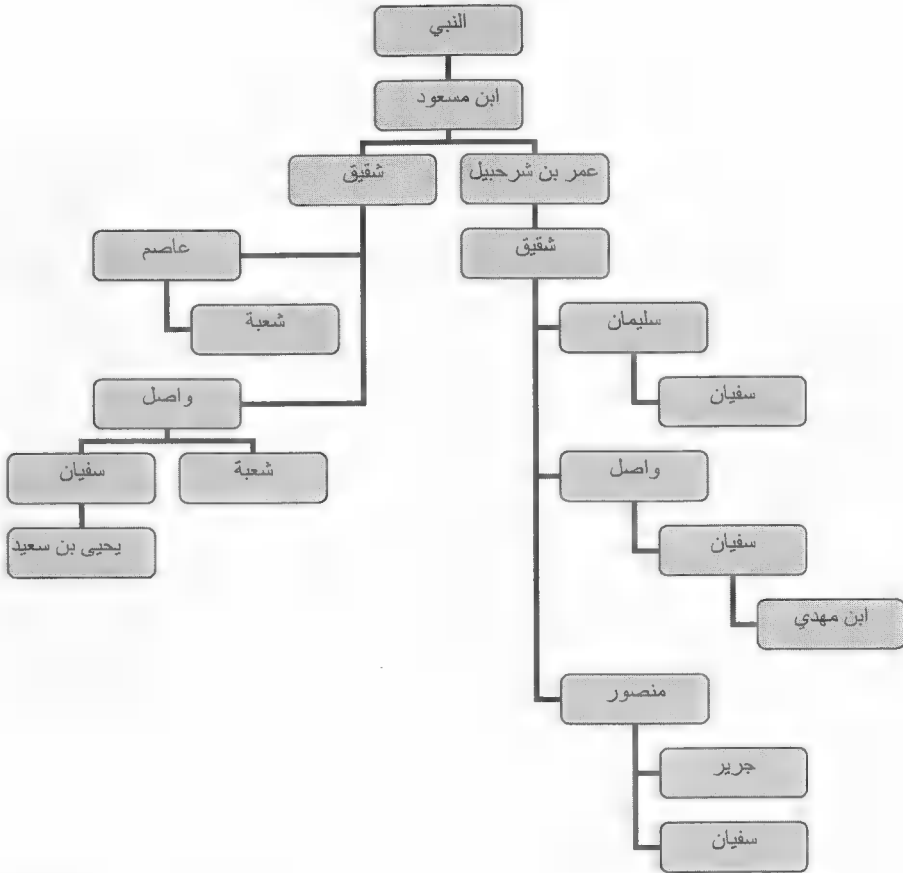 النبي
ابن مسعود
عمر بن شرحبيل
شقيق
شقيق
سليمان
سفيان
واصل
سفيان
ابن مهدي
منصور
جرير
سفيان
عاصم
شعبة
واصل
شعبة
سفيان
يحيى بن سعيد